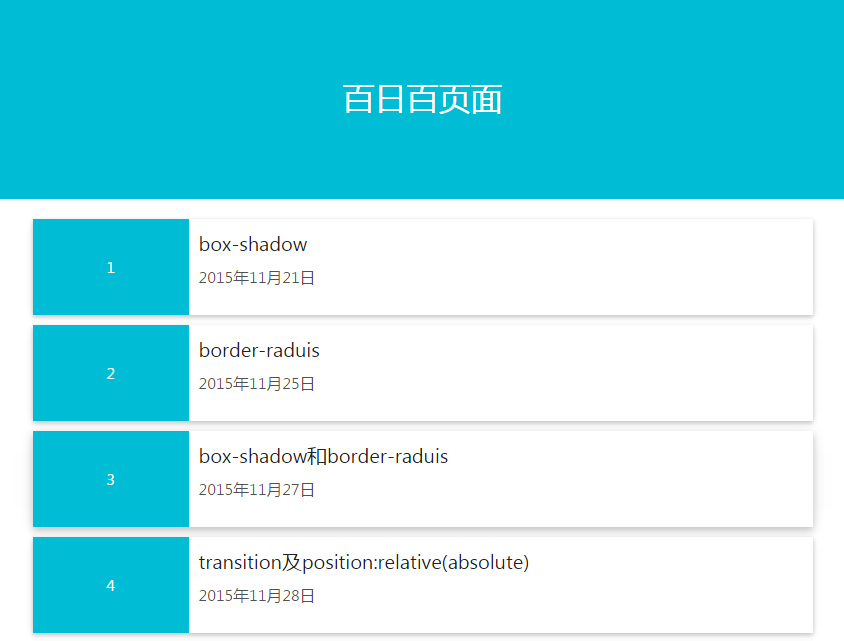 百日百页面
1
box-shadow
2015年11月21日
2
border-raduis
2015年11月25日
3
box-shadow和border-raduis
2015年11月27日
4
transition及position:relative(absolute)
2015年11月28日